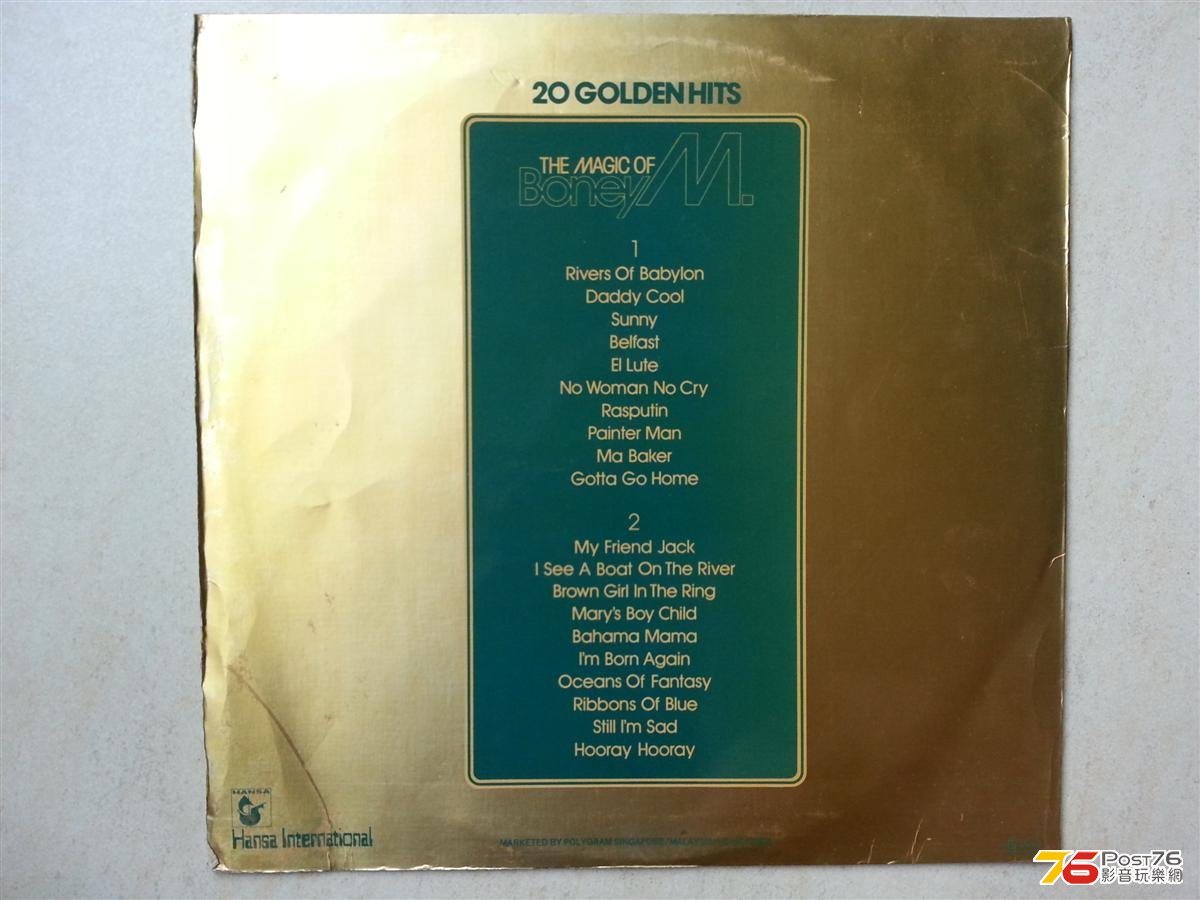 20 GOLDEN HITS
THE MAGIC OF
Boney M.
1
Rivers Of Babylon
Daddy Cool
Sunny
Belfast
El Lute
No Woman No Cry
Rasputin
Painter Man
Ma Baker
Gotta Go Home
2
My Friend Jack
I See A Boat On The River
Brown Girl In The Ring
Mary's Boy Child
Bahama Mama
I'm Born Again
Oceans Of Fantasy
Ribbons Of Blue
Still I'm Sad
Hooray Hooray
HANSA
Hansa International
MARKETED BY POLYGRAM SINGAPORE/MALAYSIA
76 Post76
影音玩樂網